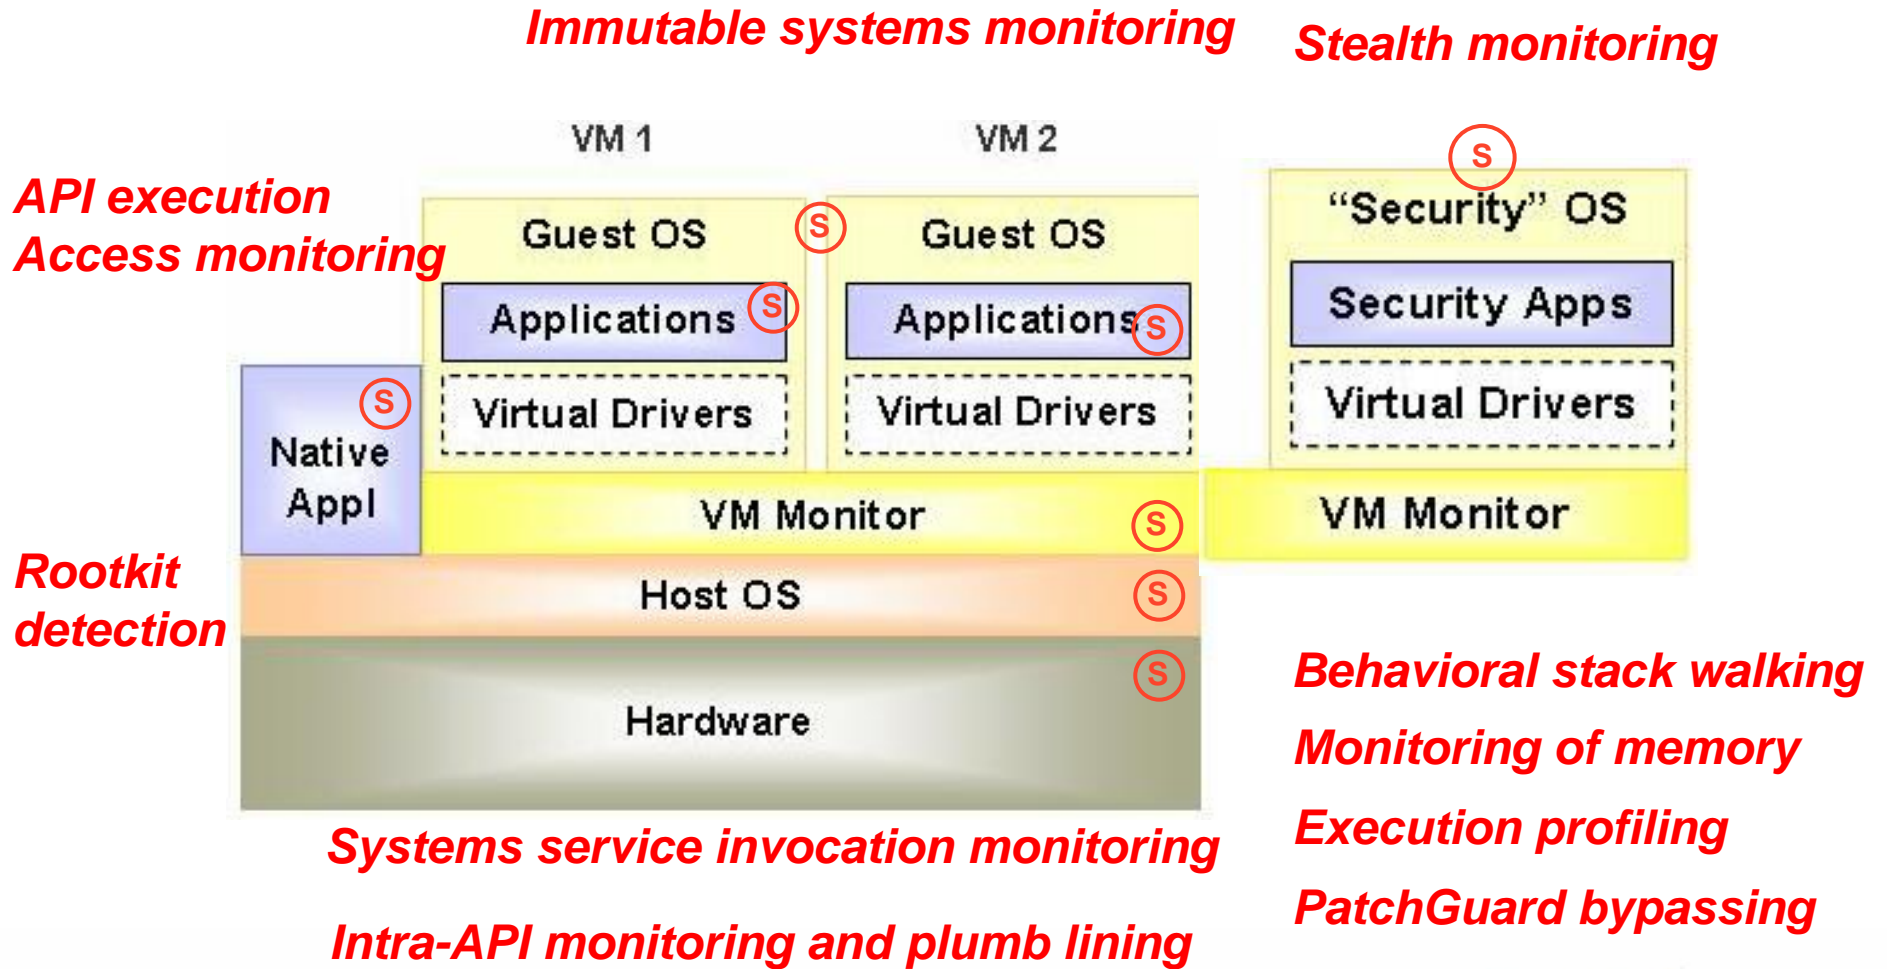 Immutable systems monitoring
Stealth monitoring
VM 1
VM 2
S
API execution
Access monitoring
Guest OS
S
Guest OS
"Security" OS
Applications S
Applications S
Security Apps
S
Virtual Drivers
Virtual Drivers
Virtual Drivers
Native
Appl
VM Monitor S
VM Monitor
Rootkit
detection
Host OS S
S
Hardware
Behavioral stack walking
Monitoring of memory
Execution profiling
PatchGuard bypassing
Systems service invocation monitoring
Intra-API monitoring and plumb lining